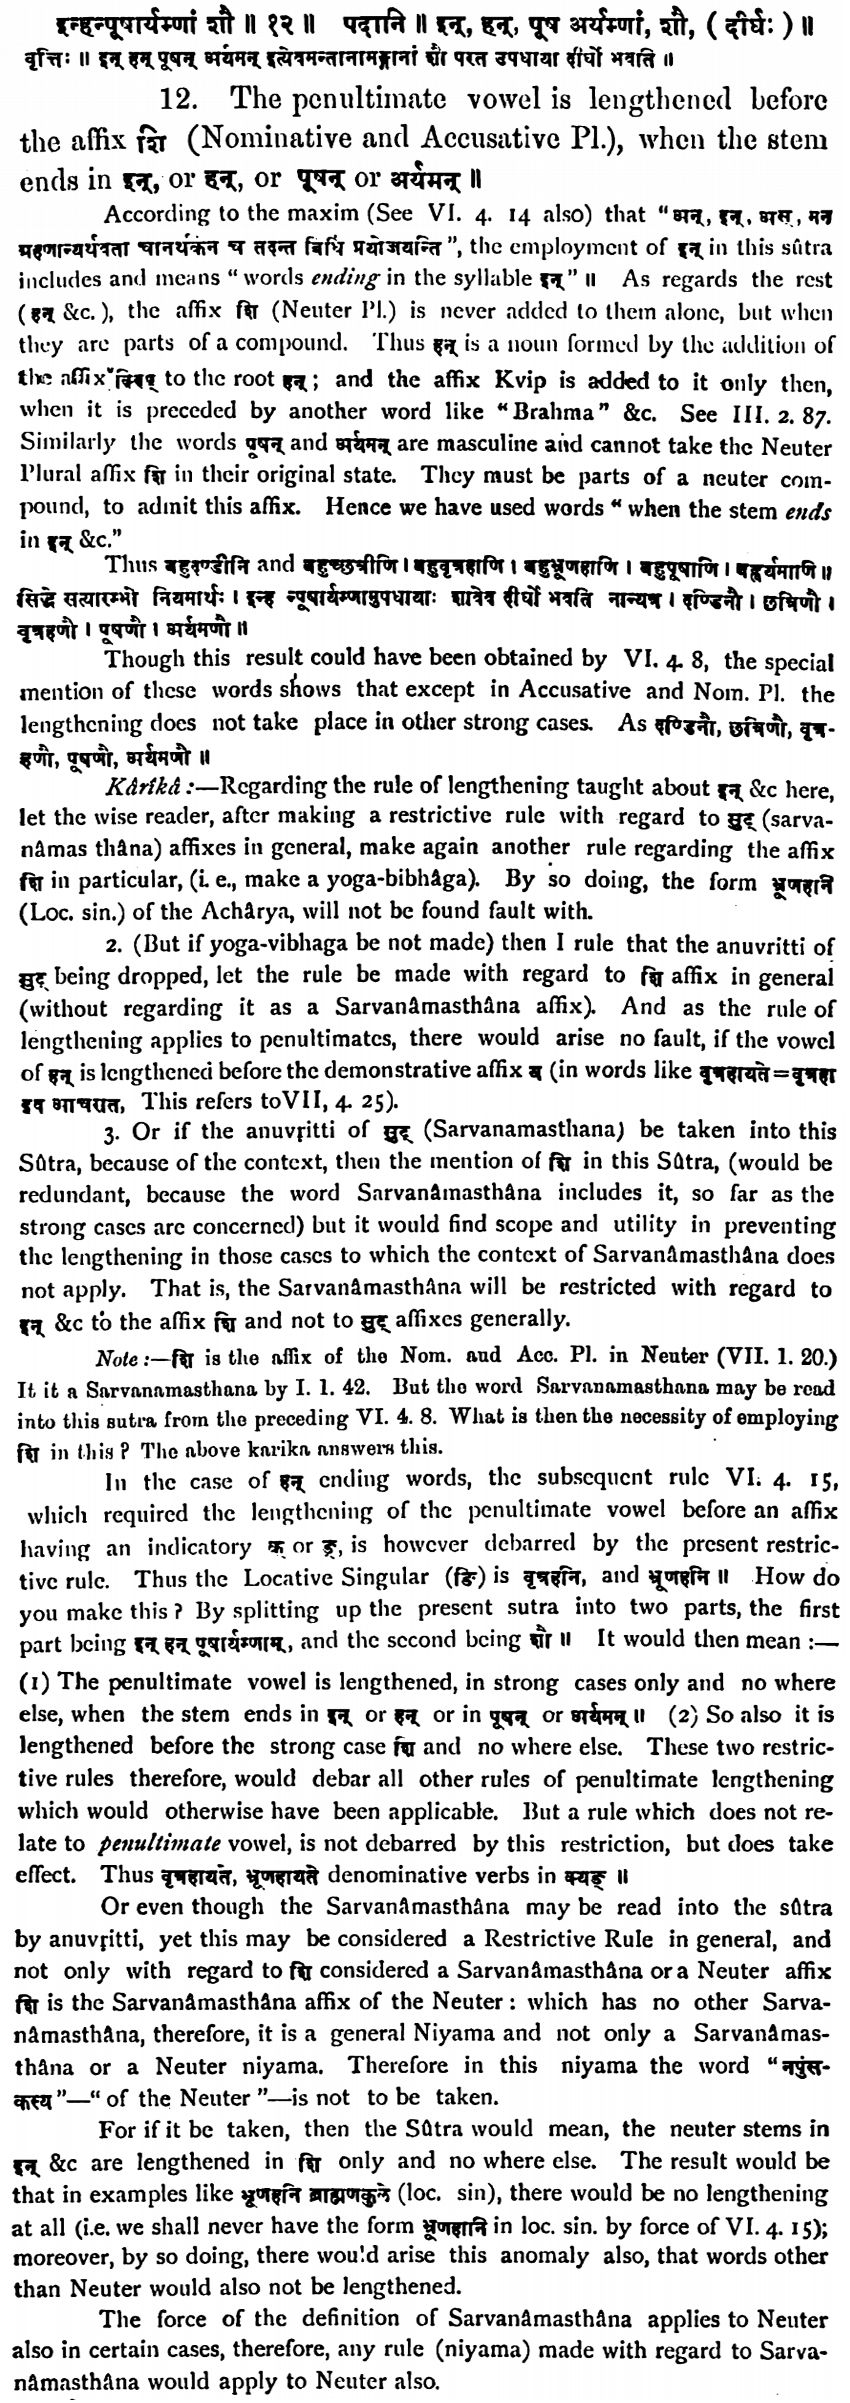 इन्हन्पूषार्यम्णां शौ ॥ १२ ॥ पदानि ॥ इन्, हन्, पूष अर्यम्णां, शौ, ( दीर्घः ) ॥
वृत्तिः ॥ इन् हन् पूषन् अर्यमन् इत्येवमन्तानामङ्गानां शौ परत उपधाया दीर्घो भवति ॥
12. The penultimate vowel is lengthened before
the affix शि (Nominative and Accusative Pl.), when the stem
ends in इन्, or हन्, or पूषन् or अर्यमन् ॥
According to the maxim (See VI. 4. 14 also) that “अन्, इन्, अस्, मन
ग्रहणान्यर्थवता चानर्थकेन च तदन्त विधिं प्रयोजयन्ति”, the employment of इन् in this sûtra
includes and means “words ending in the syllable इन्” ॥ As regards the rest
(हन् &c.), the affix शि (Neuter Pl.) is never added to them alone, but when
they are parts of a compound. Thus हन् is a noun formed by the addition of
the affix क्विप् to the root हन्; and the affix Kvip is added to it only then,
when it is preceded by another word like “Brahma” &c. See III. 2. 87.
Similarly the words पूषन् and अर्यमन् are masculine and cannot take the Neuter
Plural affix शि in their original state. They must be parts of a neuter com-
pound, to admit this affix. Hence we have used words “when the stem ends
in इन् &c.”
Thus बहुदण्डीनि and बहुच्छत्रीणि । बहुवृत्रहाणि । बहुभ्रूणहानि । बहुपूषाणि । बह्वर्यमाणि ॥
सिद्धे सत्यारम्भो नियमार्थः । इन्ह न्पूषार्यम्णामुपधायाः शावेव दीर्घो भवति नान्यत्र । दण्डिनौ । छत्रिणौ ।
वृत्रहणौ । पूषणौ । अर्यमणौ ॥
Though this result could have been obtained by VI. 4. 8, the special
mention of these words shows that except in Accusative and Nom. Pl. the
lengthening does not take place in other strong cases. As दण्डिनौ, छत्रिणौ, वृत्र-
हणौ, पूषणौ, अर्यमणौ ॥
Kârikâ :—Regarding the rule of lengthening taught about इन् &c here,
let the wise reader, after making a restrictive rule with regard to सुट् (sarva-
nâmas thâna) affixes in general, make again another rule regarding the affix
शि in particular, (i. e., make a yoga-bibhâga). By so doing, the form भ्रूणहनि
(Loc. sin.) of the Achârya, will not be found fault with.
2. (But if yoga-vibhaga be not made) then I rule that the anuvritti of
सुट् being dropped, let the rule be made with regard to शि affix in general
(without regarding it as a Sarvanâmasthâna affix). And as the rule of
lengthening applies to penultimates, there would arise no fault, if the vowel
of हन् is lengthened before the demonstrative affix य (in words like वृत्रहायते=वृत्रहा
इव आचरति, This refers toVII, 4. 25).
3. Or if the anuvṛitti of सुट् (Sarvanamasthana) be taken into this
Sûtra, because of the context, then the mention of शि in this Sûtra, (would be
redundant, because the word Sarvanâmasthâna includes it, so far as the
strong cases are concerned) but it would find scope and utility in preventing
the lengthening in those cases to which the context of Sarvanâmasthâna does
not apply. That is, the Sarvanâmasthâna will be restricted with regard to
इन् &c to the affix शि and not to सुट् affixes generally.
Note :—शि is the affix of the Nom. and Acc. Pl. in Neuter (VII. 1. 20.)
It it a Sarvanamasthana by I. 1. 42. But the word Sarvanamasthana may be read
into this sutra from the preceding VI. 4. 8. What is then the necessity of employing
शि in this ? The above karika answers this.
In the case of हन् ending words, the subsequent rule VI. 4. 15,
which required the lengthening of the penultimate vowel before an affix
having an indicatory क् or ङ्, is however debarred by the present restric-
tive rule. Thus the Locative Singular (ङि) is वृत्रहनि, and भ्रूणहनि ॥ How do
you make this ? By splitting up the present sutra into two parts, the first
part being इन् हन् पूषार्यम्णाम्, and the second being शौ ॥ It would then mean :—
(1) The penultimate vowel is lengthened, in strong cases only and no where
else, when the stem ends in इन् or हन् or in पूषन् or अर्यमन् ॥ (2) So also it is
lengthened before the strong case शि and no where else. These two restric-
tive rules therefore, would debar all other rules of penultimate lengthening
which would otherwise have been applicable. But a rule which does not re-
late to penultimate vowel, is not debarred by this restriction, but does take
effect. Thus वृत्रहायते, भ्रूणहायते denominative verbs in क्यङ् ॥
Or even though the Sarvanâmasthâna may be read into the sûtra
by anuvṛitti, yet this may be considered a Restrictive Rule in general, and
not only with regard to शि considered a Sarvanâmasthâna or a Neuter affix
शि is the Sarvanâmasthâna affix of the Neuter : which has no other Sarva-
nâmasthâna, therefore, it is a general Niyama and not only a Sarvanâmas-
thâna or a Neuter niyama. Therefore in this niyama the word “नपुंस-
कस्य”—“of the Neuter”—is not to be taken.
For if it be taken, then the Sûtra would mean, the neuter stems in
इन् &c are lengthened in शि only and no where else. The result would be
that in examples like भ्रूणहनि ब्राह्मणकुले (loc. sin), there would be no lengthening
at all (i.e. we shall never have the form भ्रूणहानि in loc. sin. by force of VI. 4. 15);
moreover, by so doing, there would arise this anomaly also, that words other
than Neuter would also not be lengthened.
The force of the definition of Sarvanâmasthâna applies to Neuter
also in certain cases, therefore, any rule (niyama) made with regard to Sarva-
nâmasthâna would apply to Neuter also.